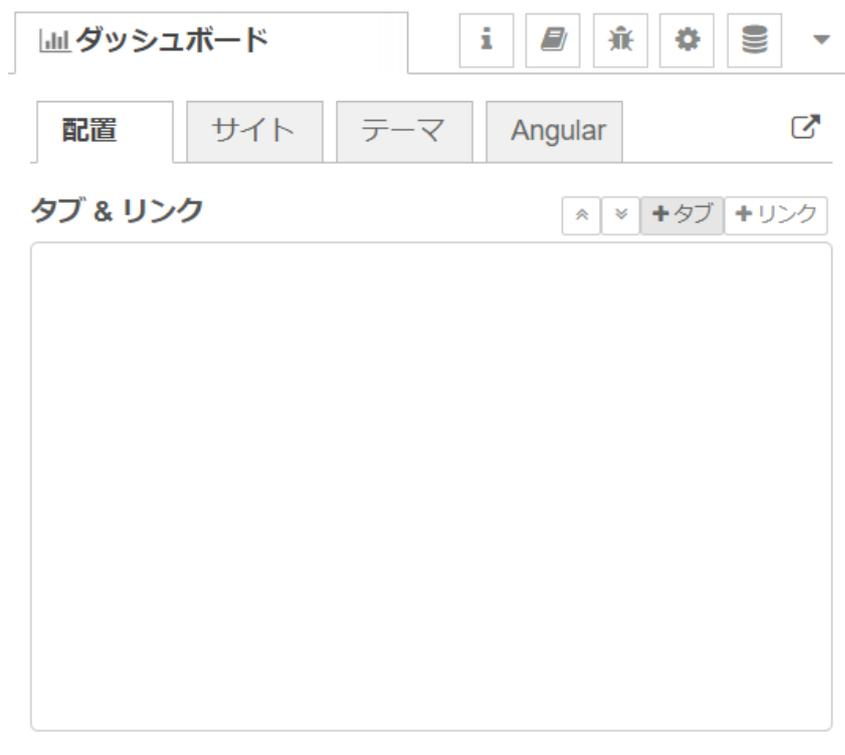 ダッシュボード
配置 サイト テーマ Angular
タブ & リンク +タブ +リンク